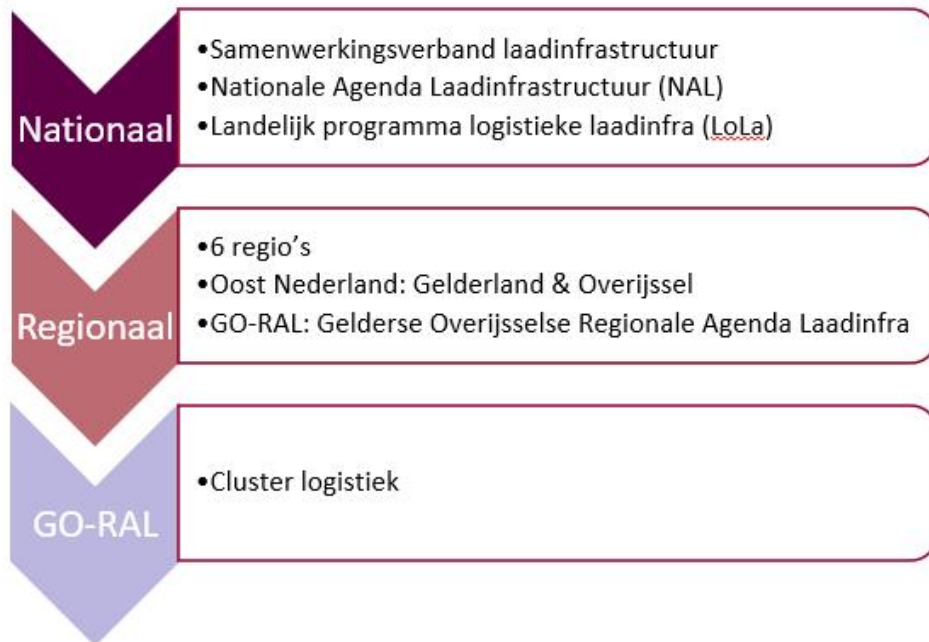 Nationaal
•Samenwerkingsverband laadinfrastructuur
•Nationale Agenda Laadinfrastructuur (NAL)
•Landelijk programma logistieke laadinfra (LoLa)
Regionaal
•6 regio's
•Oost Nederland: Gelderland & Overijssel
•GO-RAL: Gelderse Overijsselse Regionale Agenda Laadinfra
GO-RAL
•Cluster logistiek